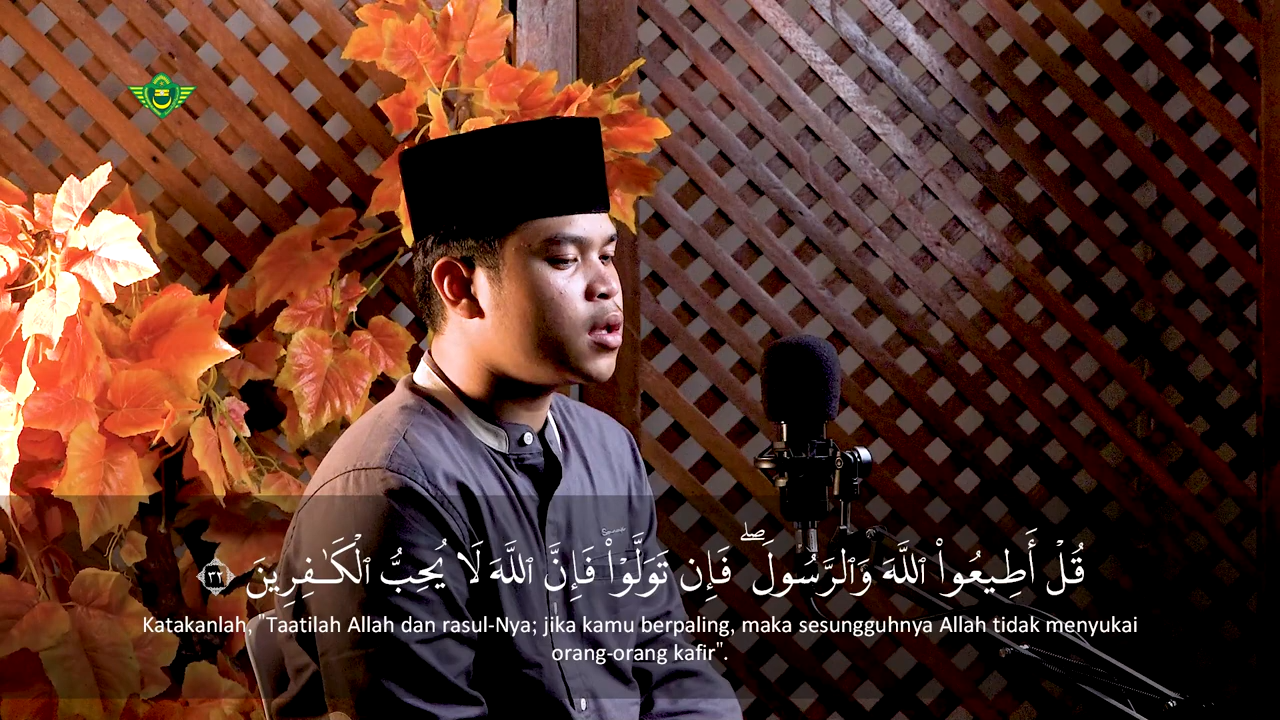 قُلْ أَطِيعُوا۟ ٱللَّهَ وَٱلرَّسُولَ ۖ فَإِن تَوَلَّوْا۟ فَإِنَّ ٱللَّهَ لَا يُحِبُّ ٱلْكَـٰفِرِينَ ٣٢
Katakanlah, "Taatilah Allah dan rasul-Nya; jika kamu berpaling, maka sesungguhnya Allah tidak menyukai
orang-orang kafir".